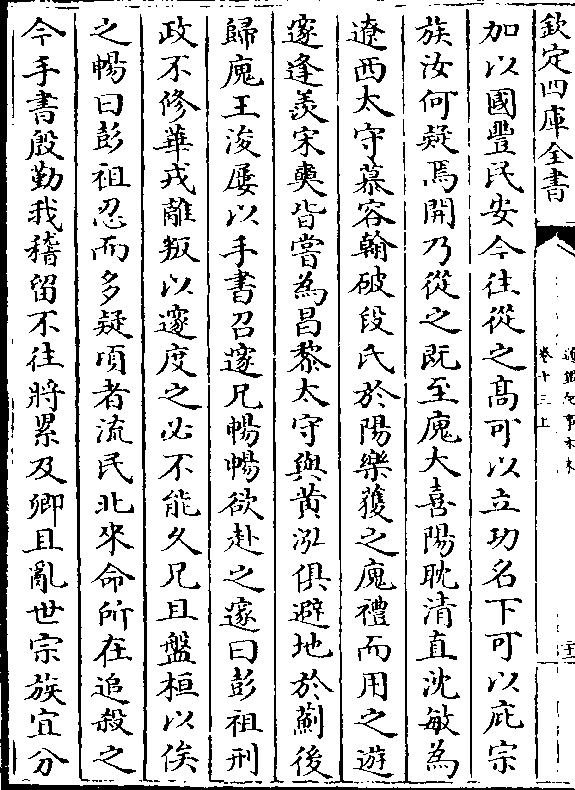 欽定四庫全書
通鑑紀事本末
卷十三上
加以國豐民安今往從之高可以立功名下可以庇宗
族汝何疑焉開乃從之既至廆大喜陽耽清直沈敏為
遼西太守慕容翰破段氏於陽樂獲之廆禮而用之遊
邃逢羨宋奭皆嘗為昌黎太守與黃泓俱避地於薊後
歸廆王浚屢以手書召邃兄暢暢欲赴之邃曰彭祖刑
政不修華戎離叛以邃度之必不能久兄且盤桓以俟
之暢曰彭祖忍而多疑頃者流民北來命所在追殺之
今手書殷勤我稽留不往將累及卿且亂世宗族宜分